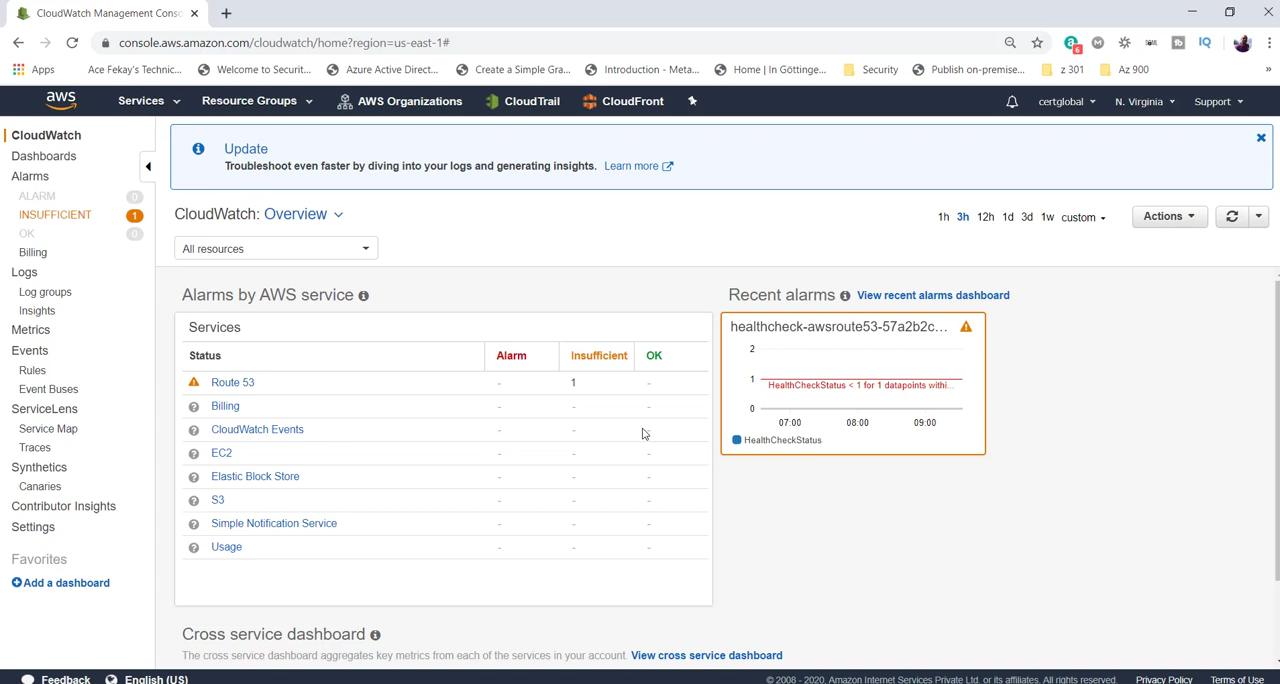 CloudWatch Management Conso
console.aws.amazon.com/cloudwatch/home?region=us-east-1#
6
IQ
Apps
Ace Fekay's Technic...
Welcome to Securit...
Azure Active Direct...
Create a Simple Gra...
Introduction - Meta...
Home | In Göttinge...
Security
Publish on-premise...
z 301
Az 900
»
aws
Services
Resource Groups
AWS Organizations
CloudTrail
CloudFront
certglobal
N. Virginia
Support
CloudWatch
Dashboards
Alarms
ALARM 0
INSUFFICIENT 1
OK 0
Billing
Logs
Log groups
Insights
Metrics
Events
Rules
Event Buses
ServiceLens
Service Map
Traces
Synthetics
Canaries
Contributor Insights
Settings
Favorites
Add a dashboard
Update
Troubleshoot even faster by diving into your logs and generating insights. Learn more
CloudWatch: Overview
1h 3h 12h 1d 3d 1w custom
Actions
All resources
Alarms by AWS service
Services
Status Alarm Insufficient OK
Route 53 - 1 -
Billing - - -
CloudWatch Events - - -
EC2 - - -
Elastic Block Store - - -
S3 - - -
Simple Notification Service - - -
Usage - - -
Recent alarms View recent alarms dashboard
healthcheck-awsroute53-57a2b2c...
2
1
HealthCheckStatus < 1 for 1 datapoints withi...
0
07:00 08:00 09:00
HealthCheckStatus
Cross service dashboard
The cross service dashboard aggregates key metrics from each of the services in your account. View cross service dashboard
Feedback
English (US)
© 2008 - 2020, Amazon Internet Services Private Ltd. or its affiliates. All rights reserved.
Privacy Policy
Terms of Use